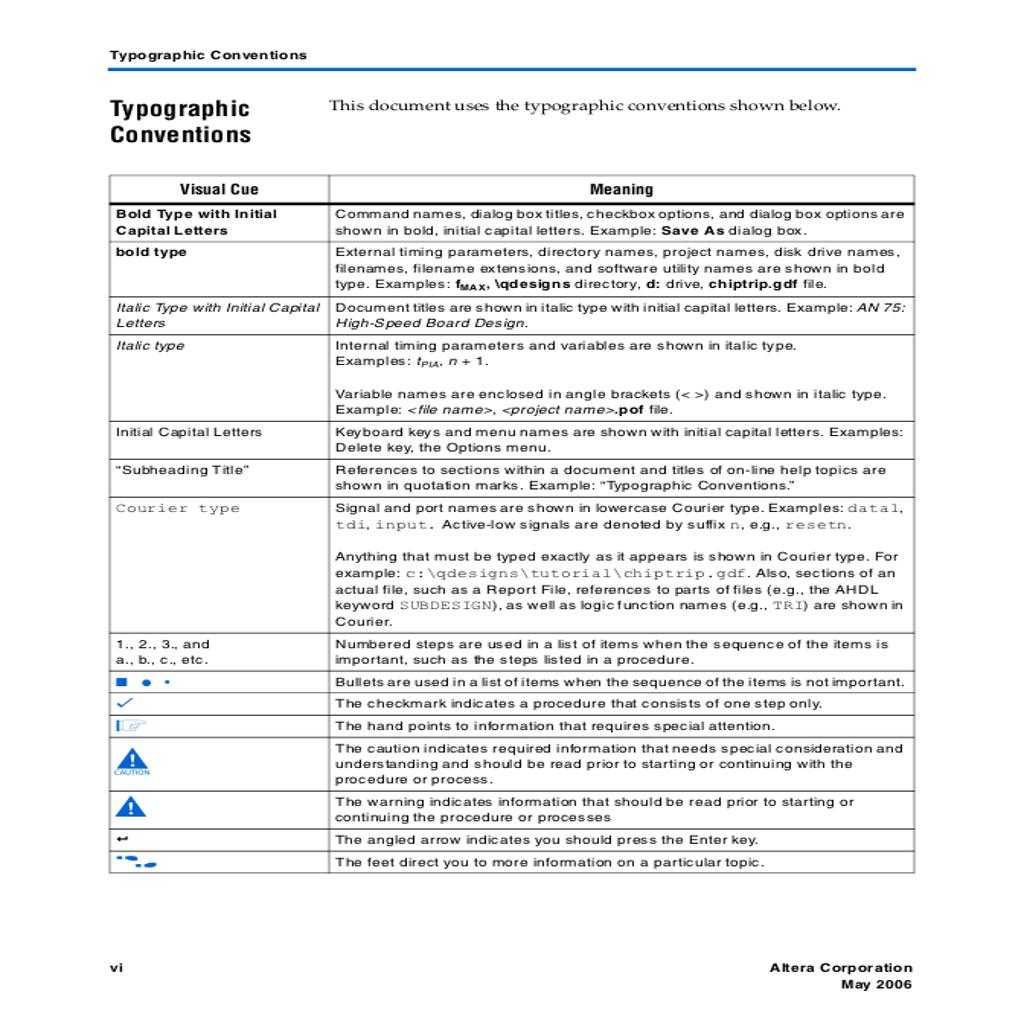 Typographic Conventions
Typographic
Conventions
This document uses the typographic conventions shown below.
Visual Cue
Meaning
Bold Type with Initial
Capital Letters
Command names, dialog box titles, checkbox options, and dialog box options are
shown in bold, initial capital letters. Example: Save As dialog box.
bold type
External timing parameters, directory names, project names, disk drive names,
filenames, filename extensions, and software utility names are shown in bold
type. Examples: fMAX, \qdesigns directory, d: drive, chiptrip.gdf file.
Italic Type with Initial Capital
Letters
Document titles are shown in italic type with initial capital letters. Example: AN 75:
High-Speed Board Design.
Italic type
Internal timing parameters and variables are shown in italic type.
Examples: tPIA, n + 1.
Variable names are enclosed in angle brackets (< >) and shown in italic type.
Example: <file name>, <project name>.pof file.
Initial Capital Letters
Keyboard keys and menu names are shown with initial capital letters. Examples:
Delete key, the Options menu.
“Subheading Title”
References to sections within a document and titles of on-line help topics are
shown in quotation marks. Example: “Typographic Conventions.”
Courier type
Signal and port names are shown in lowercase Courier type. Examples: data1,
tdi, input. Active-low signals are denoted by suffix n, e.g., resetn.
Anything that must be typed exactly as it appears is shown in Courier type. For
example: c:\qdesigns\tutorial\chiptrip.gdf. Also, sections of an
actual file, such as a Report File, references to parts of files (e.g., the AHDL
keyword SUBDESIGN), as well as logic function names (e.g., TRI) are shown in
Courier.
1., 2., 3., and
a., b., c., etc.
Numbered steps are used in a list of items when the sequence of the items is
important, such as the steps listed in a procedure.
■ ● •
Bullets are used in a list of items when the sequence of the items is not important.
The checkmark indicates a procedure that consists of one step only.
The hand points to information that requires special attention.
CAUTION
The caution indicates required information that needs special consideration and
understanding and should be read prior to starting or continuing with the
procedure or process.
The warning indicates information that should be read prior to starting or
continuing the procedure or processes
The angled arrow indicates you should press the Enter key.
The feet direct you to more information on a particular topic.
vi
Altera Corporation
May 2006